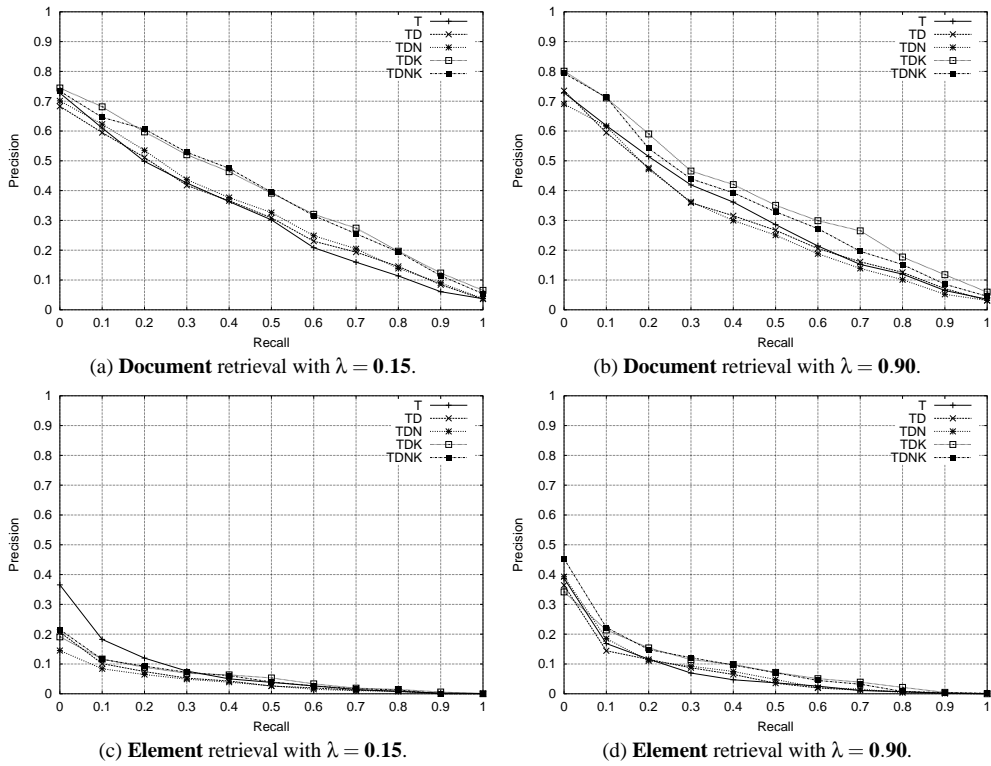 1
0.9
0.8
0.7
0.6
0.5
0.4
0.3
0.2
0.1
0
Precision
T
TD
TDN
TDK
TDNK
0 0.1 0.2 0.3 0.4 0.5 0.6 0.7 0.8 0.9 1
Recall
(a) Document retrieval with λ = 0.15.
1
0.9
0.8
0.7
0.6
0.5
0.4
0.3
0.2
0.1
0
Precision
T
TD
TDN
TDK
TDNK
0 0.1 0.2 0.3 0.4 0.5 0.6 0.7 0.8 0.9 1
Recall
(b) Document retrieval with λ = 0.90.
1
0.9
0.8
0.7
0.6
0.5
0.4
0.3
0.2
0.1
0
Precision
T
TD
TDN
TDK
TDNK
0 0.1 0.2 0.3 0.4 0.5 0.6 0.7 0.8 0.9 1
Recall
(c) Element retrieval with λ = 0.15.
1
0.9
0.8
0.7
0.6
0.5
0.4
0.3
0.2
0.1
0
Precision
T
TD
TDN
TDK
TDNK
0 0.1 0.2 0.3 0.4 0.5 0.6 0.7 0.8 0.9 1
Recall
(d) Element retrieval with λ = 0.90.